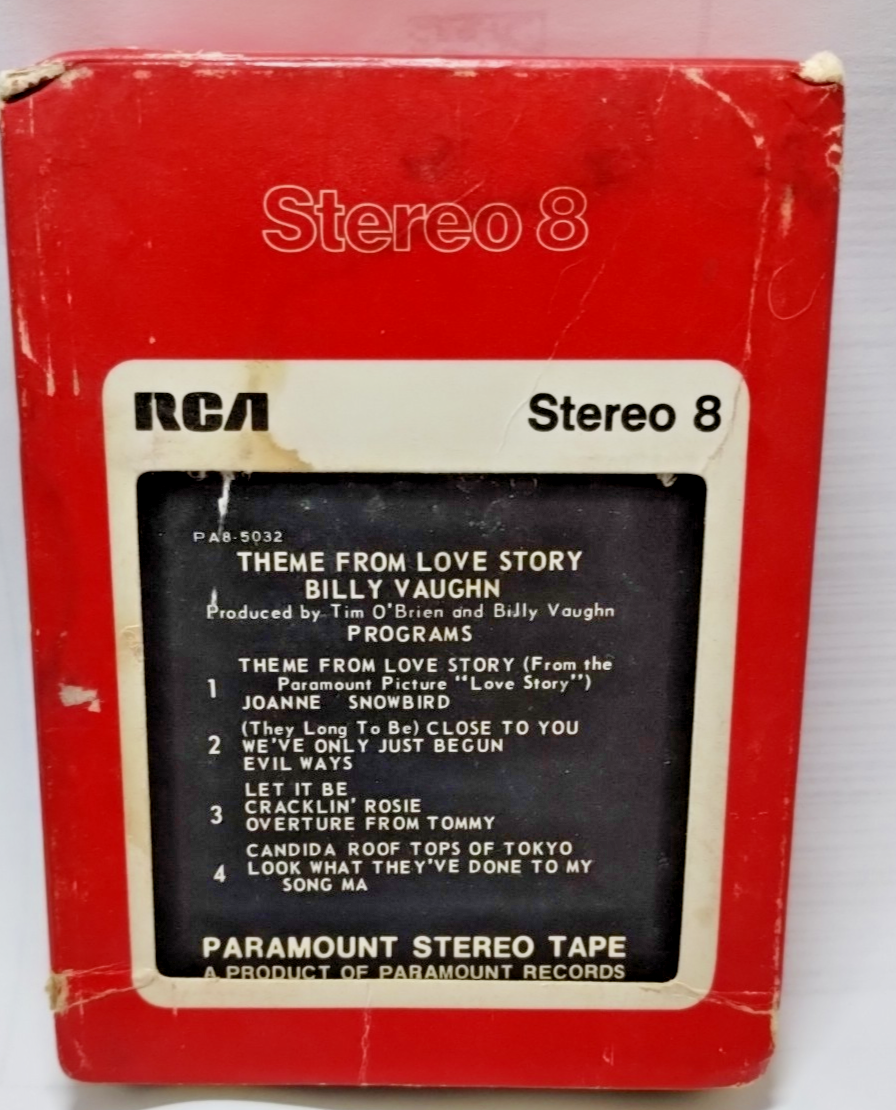 Stereo 8
RCA Stereo 8
PA8-5032
THEME FROM LOVE STORY
BILLY VAUGHN
Produced by Tim O'Brien and Billy Vaughn
PROGRAMS
THEME FROM LOVE STORY (From the
Paramount Picture "Love Story")
1 JOANNE SNOWBIRD
(They Long To Be) CLOSE TO YOU
2 WE'VE ONLY JUST BEGUN
EVIL WAYS
LET IT BE
3 CRACKLIN' ROSIE
OVERTURE FROM TOMMY
CANDIDA ROOF TOPS OF TOKYO
4 LOOK WHAT THEY'VE DONE TO MY
SONG MA
PARAMOUNT STEREO TAPE
A PRODUCT OF PARAMOUNT RECORDS